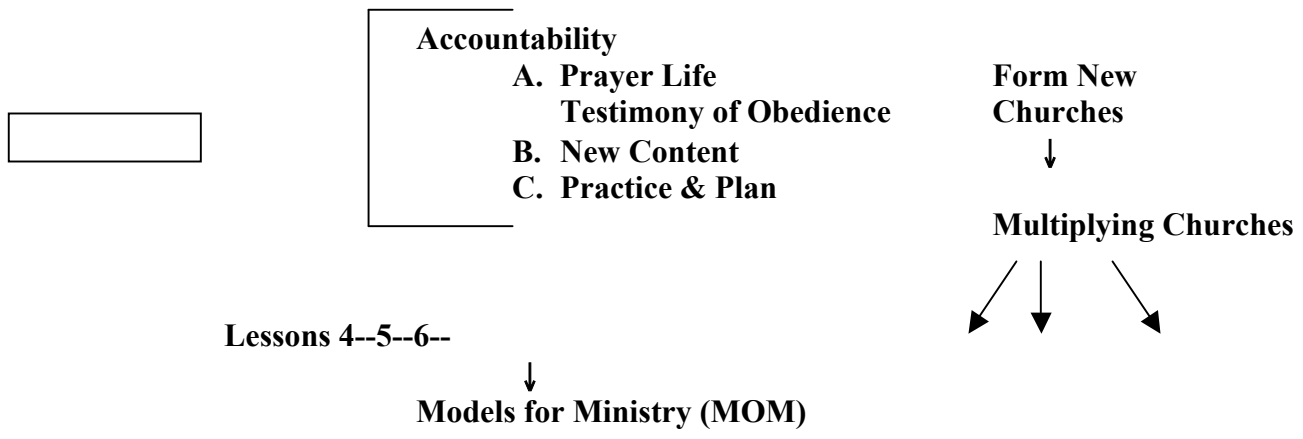 Accountability
A. Prayer Life
Testimony of Obedience
B. New Content
C. Practice & Plan
Form New
Churches
Multiplying Churches
Lessons 4--5--6--
Models for Ministry (MOM)